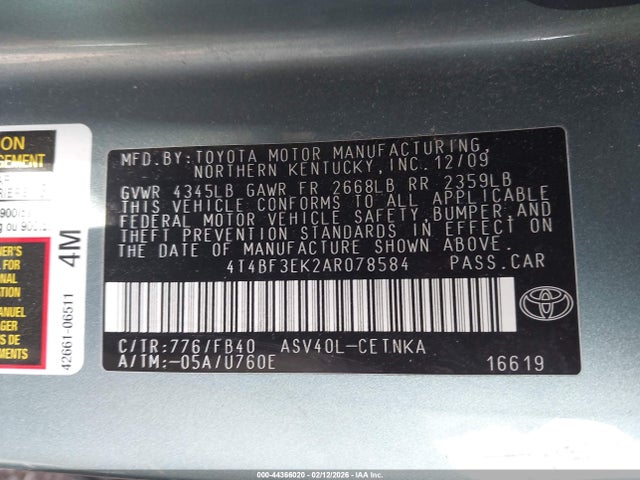 MFD.BY:TOYOTA MOTOR MANUFACTURING,
NORTHERN KENTUCKY, INC. 12/09
GVWR 4345LB GAWR FR 2668LB RR 2359LB
THIS VEHICLE CONFORMS TO ALL APPLICABLE
FEDERAL MOTOR VEHICLE SAFETY, BUMPER, AND
THEFT PREVENTION STANDARDS IN EFFECT ON
THE DATE OF MANUFACTURE SHOWN ABOVE.
4T4BF3EK2AR078584 PASS.CAR
C/TR:776/FB40 ASV40L-CETNKA
A/TM:-05A/U760E 16619
TOYOTA
4M
42661-06511
000-44366020 - 02/12/2026 - COPART